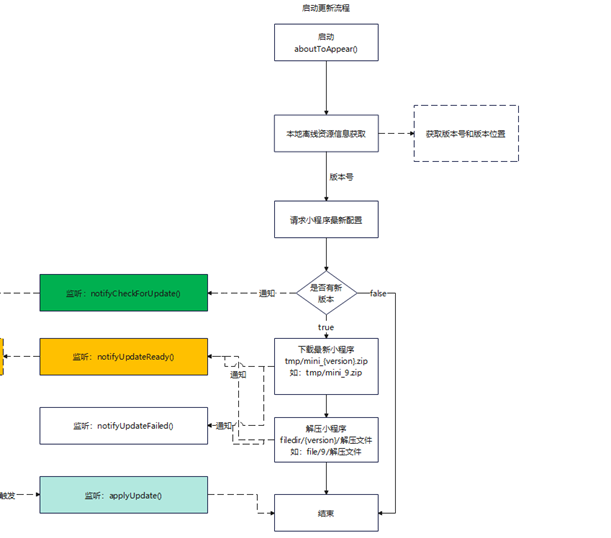 启动更新流程
启动
aboutToAppear()
本地离线资源信息获取
获取版本号和版本位置
版本号
请求小程序最新配置
是否有新
版本
监听：notifyCheckForUpdate()
通知
false
true
监听：notifyUpdateReady()
通知
下载最新小程序
tmp/mini_{version}.zip
如：tmp/mini_9.zip
监听：notifyUpdateFailed()
通知
解压小程序
filedir/{version}/解压文件
如：file/9/解压文件
触发
监听：applyUpdate()
结束